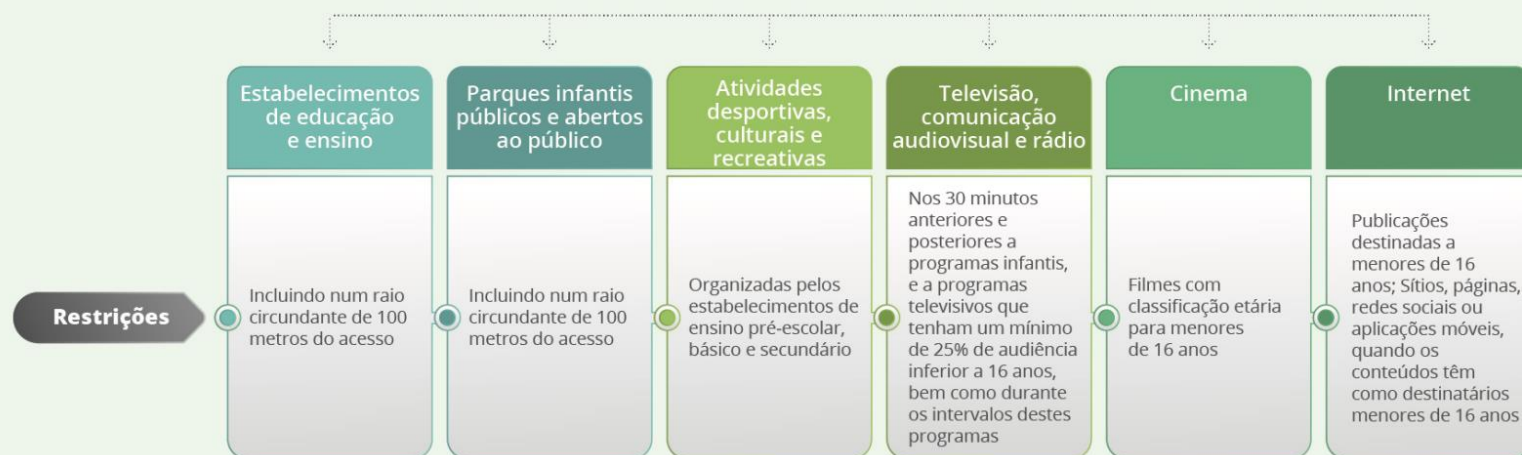 Estabelecimentos
de educação
e ensino
Parques infantis
públicos e abertos
ao público
Atividades
desportivas,
culturais e
recreativas
Televisão,
comunicação
audiovisual e rádio
Cinema
Internet
Restrições
Incluindo num raio
circundante de 100
metros do acesso
Incluindo num raio
circundante de 100
metros do acesso
Organizadas pelos
estabelecimentos de
ensino pré-escolar,
básico e secundário
Nos 30 minutos
anteriores e
posteriores a
programas infantis,
e a programas
televisivos que
tenham um mínimo
de 25% de audiência
inferior a 16 anos,
bem como durante
os intervalos destes
programas
Filmes com
classificação etária
para menores
de 16 anos
Publicações
destinadas a
menores de 16
anos; Sítios, páginas,
redes sociais ou
aplicações móveis,
quando os
conteúdos têm
como destinatários
menores de 16 anos